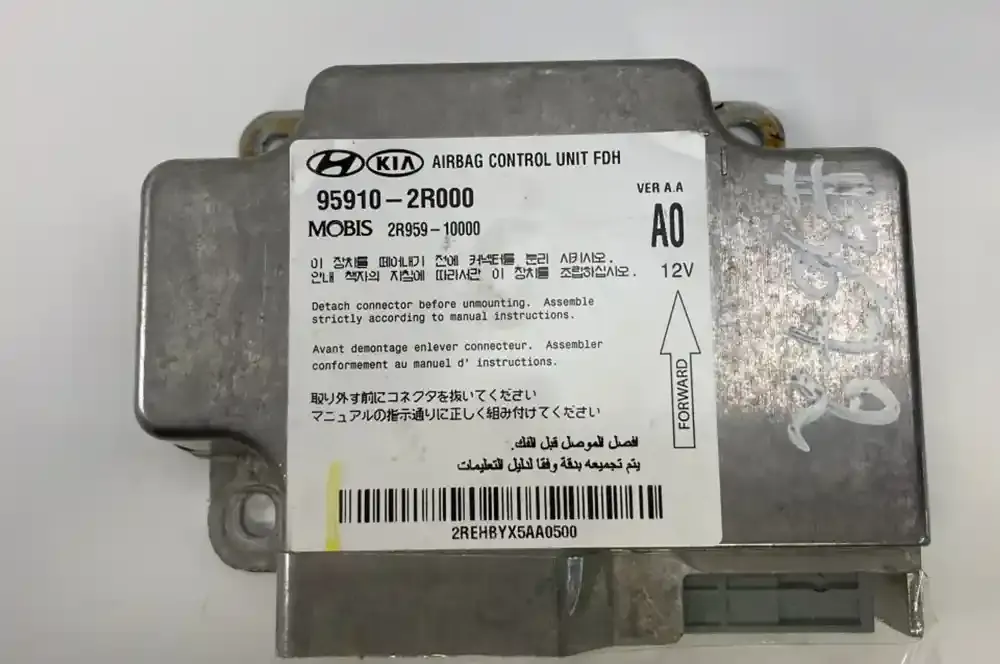 KIA AIRBAG CONTROL UNIT FDH
95910-2R000
VER A.A
MOBIS 2R959-10000
A0
이 장치를 떼어내기 전에 커넥터를 분리 시키시오.
안내 책자의 지침에 따라서만 이 장치를 조립하십시오.
12V
Detach connector before unmounting. Assemble
strictly according to manual instructions.
Avant demontage enlever connecteur. Assembler
conformement au manuel d' instructions.
FORWARD
取り外す前にコネクタを抜いてください
マニュアルの指示通りに正しく組み付けてください
افصل الموصل قبل الفك.
يتم تجميعه بدقة وفقا لدليل التعليمات
2REHBYX5AA0500